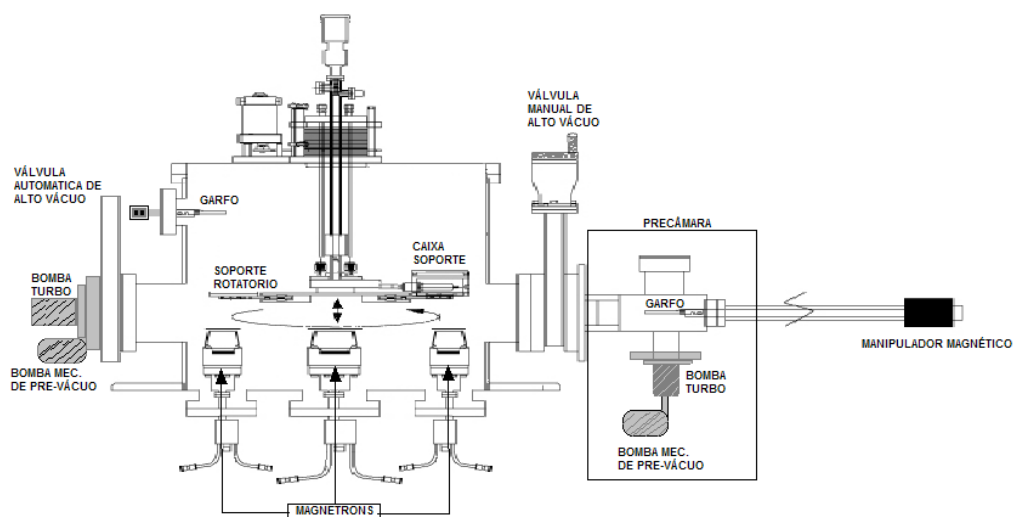 VÁLVULA
MANUAL DE
ALTO VÁCUO
VÁLVULA
AUTOMATICA DE
ALTO VÁCUO
GARFO
PRECÂMARA
CAIXA
SOPORTE
SOPORTE
ROTATORIO
BOMBA
TURBO
GARFO
MANIPULADOR MAGNÉTICO
BOMBA MEC.
DE PRE-VÁCUO
BOMBA
TURBO
BOMBA MEC.
DE PRE-VÁCUO
MAGNETRONS